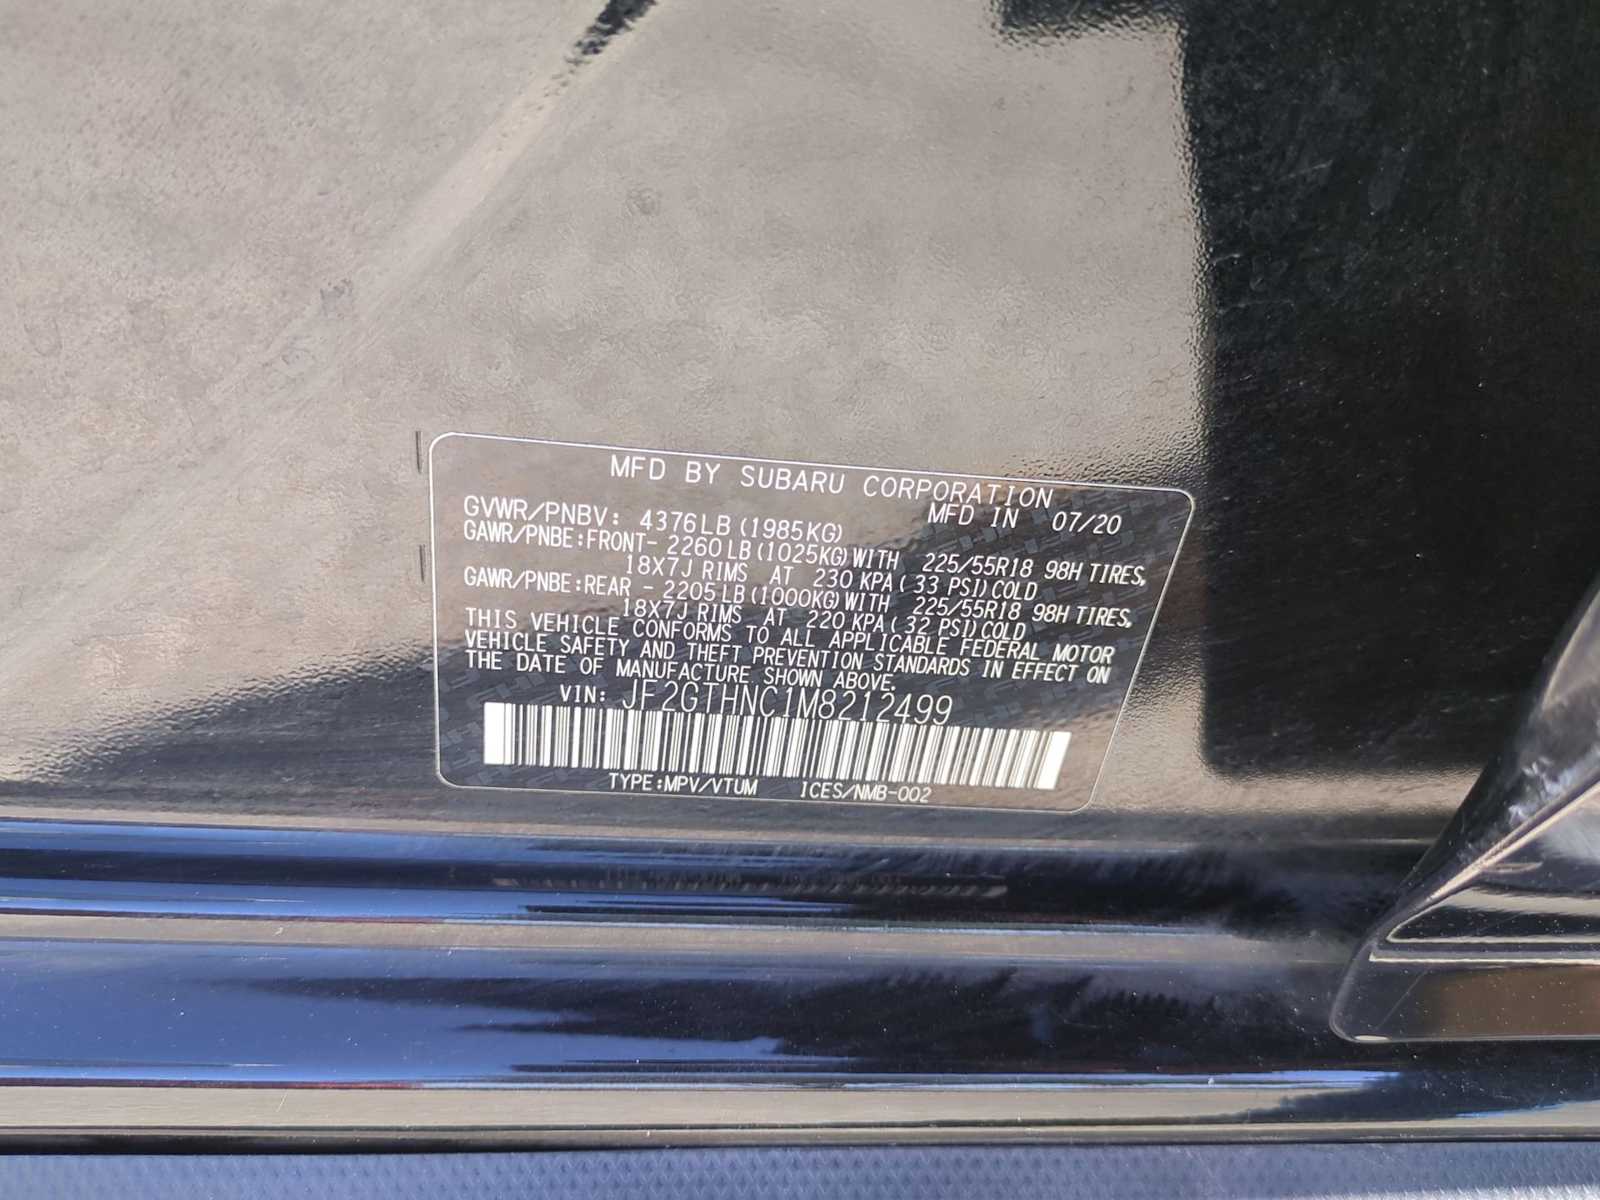 MFD BY SUBARU CORPORATION
GVWR/PNBV: 4376LB (1985KG) MFD IN 07/20
GAWR/PNBE:FRONT- 2260 LB (1025KG) WITH 225/55R18 98H TIRES,
18X7J RIMS AT 230 KPA ( 33 PSI) COLD
GAWR/PNBE:REAR - 2205 LB (1000KG) WITH 225/55R18 98H TIRES,
18X7J RIMS AT 220 KPA ( 32 PSI) COLD
THIS VEHICLE CONFORMS TO ALL APPLICABLE FEDERAL MOTOR
VEHICLE SAFETY AND THEFT PREVENTION STANDARDS IN EFFECT ON
THE DATE OF MANUFACTURE SHOWN ABOVE.
VIN: JF2GTHNC1M8212499
TYPE:MPV/VTUM ICES/NMB-002